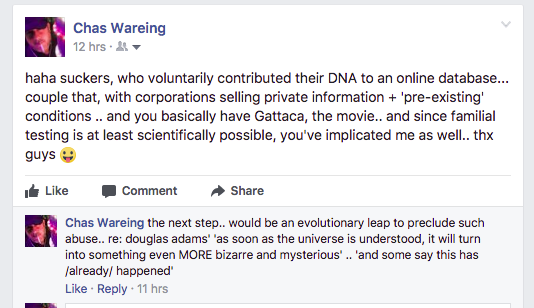 Chas Wareing
12 hrs ·
haha suckers, who voluntarily contributed their DNA to an online database...
couple that, with corporations selling private information + 'pre-existing'
conditions .. and you basically have Gattaca, the movie.. and since familial
testing is at least scientifically possible, you've implicated me as well.. thx
guys 😛
Like Comment Share
Chas Wareing the next step.. would be an evolutionary leap to preclude such
abuse.. re: douglas adams' 'as soon as the universe is understood, it will turn
into something even MORE bizarre and mysterious' .. 'and some say this has
/already/ happened'
Like · Reply · 11 hrs